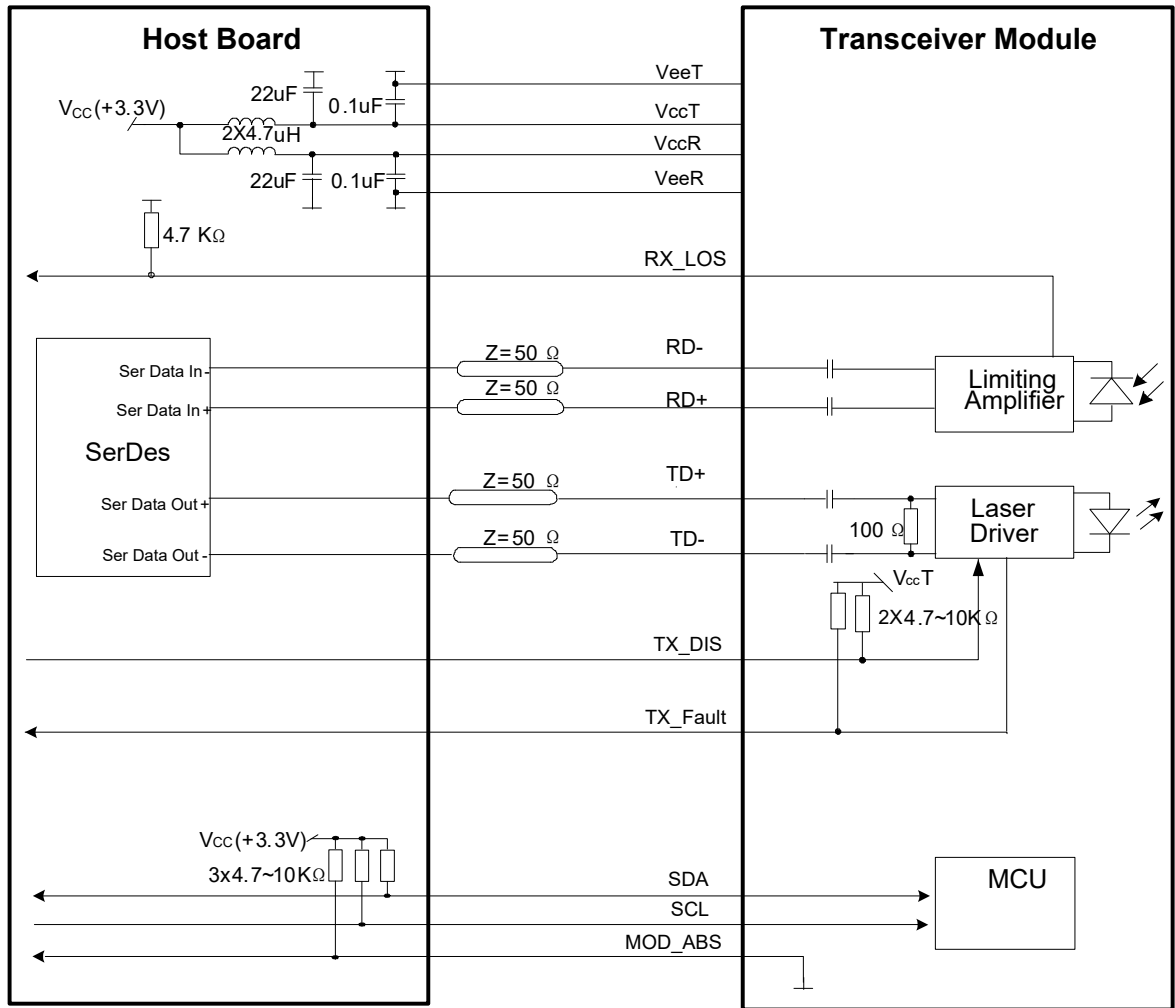 Host Board
Transceiver Module
VeeT
22uF
0.1uF
VCC(+3.3V)
VccT
2X4.7uH
VccR
22uF
0.1uF
VeeR
4.7 KΩ
RX_LOS
Z=50 Ω
RD-
Ser Data In-
Z=50 Ω
RD+
Ser Data In+
Limiting
Amplifier
SerDes
Z=50 Ω
TD+
Ser Data Out+
Z=50 Ω
TD-
Ser Data Out-
100 Ω
Laser
Driver
VccT
2X4.7~10KΩ
TX_DIS
TX_Fault
VCC(+3.3V)
3x4.7~10KΩ
SDA
MCU
SCL
MOD_ABS